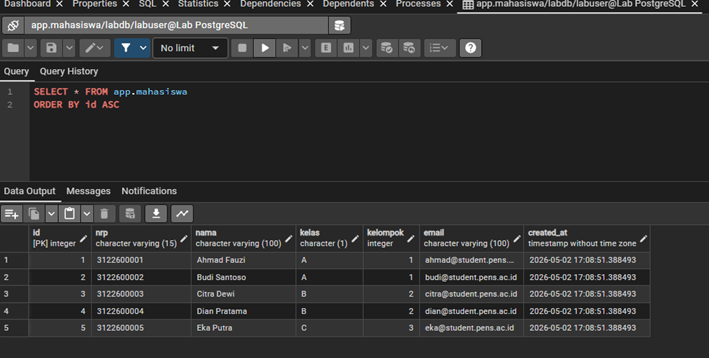 Dashboard Properties SQL Statistics Dependencies Dependents Processes app.mahasiswa/labdb/labuser@Lab PostgreSQL
app.mahasiswa/labdb/labuser@Lab PostgreSQL
No limit
Query Query History
1 SELECT * FROM app.mahasiswa
2 ORDER BY id ASC
Data Output Messages Notifications
id nrp nama kelas kelompok email created_at
[PK] integer character varying (15) character varying (100) character (1) integer character varying (100) timestamp without time zone
1 1 3122600001 Ahmad Fauzi A 1 ahmad@student.pens.... 2026-05-02 17:08:51.388493
2 2 3122600002 Budi Santoso A 1 budi@student.pens.ac.id 2026-05-02 17:08:51.388493
3 3 3122600003 Citra Dewi B 2 citra@student.pens.ac.id 2026-05-02 17:08:51.388493
4 4 3122600004 Dian Pratama B 2 dian@student.pens.ac.id 2026-05-02 17:08:51.388493
5 5 3122600005 Eka Putra C 3 eka@student.pens.ac.id 2026-05-02 17:08:51.388493